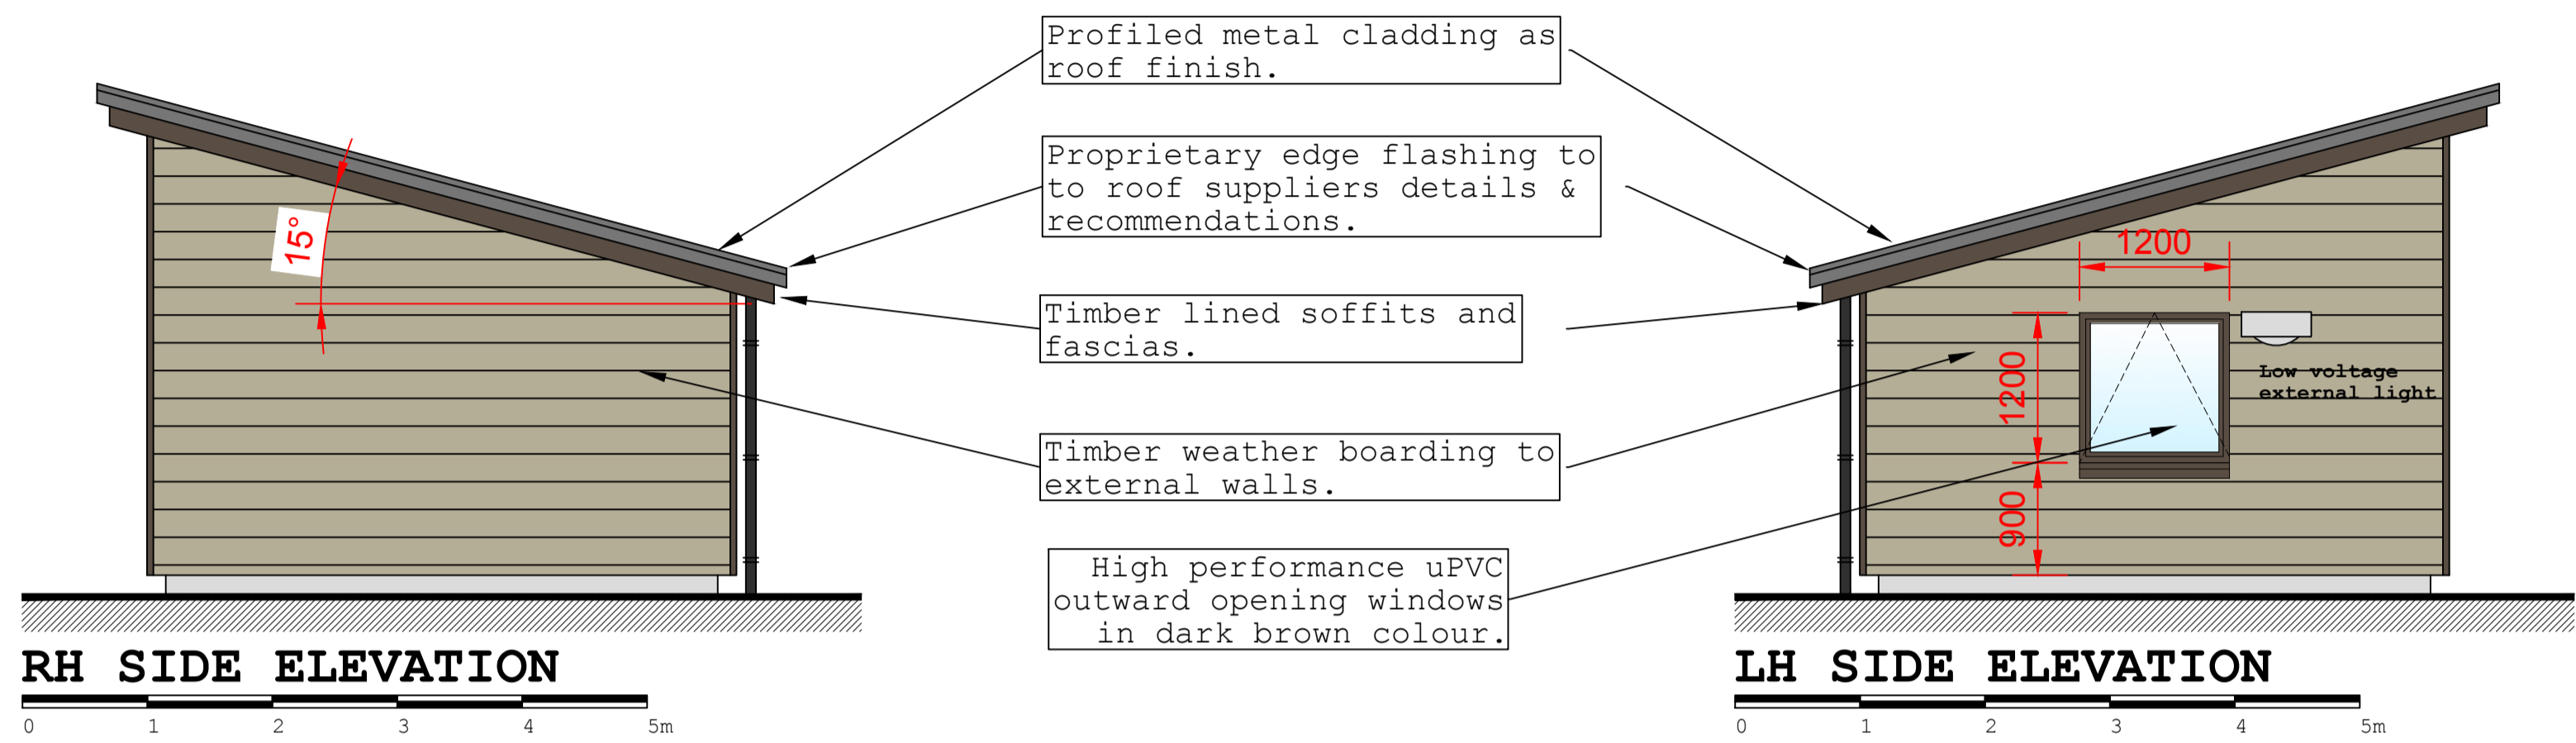 Profiled metal cladding as
roof finish.
Proprietary edge flashing to
to roof suppliers details &
recommendations.
Timber lined soffits and
fascias.
Timber weather boarding to
external walls.
High performance uPVC
outward opening windows
in dark brown colour.
15°
1200
1200
900
Low voltage
external light
RH SIDE ELEVATION
0 1 2 3 4 5m
LH SIDE ELEVATION
0 1 2 3 4 5m